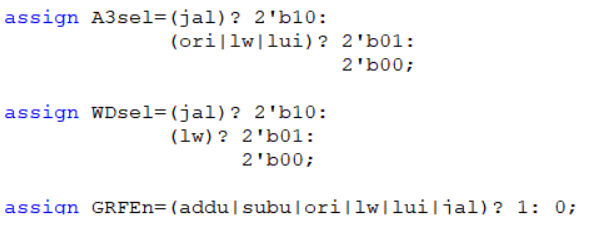 assign A3sel=(jal)? 2'b10:
(ori|lw|lui)? 2'b01:
2'b00;
assign WDsel=(jal)? 2'b10:
(lw)? 2'b01:
2'b00;
assign GRFEn=(addu|subu|ori|lw|lui|jal)? 1: 0;